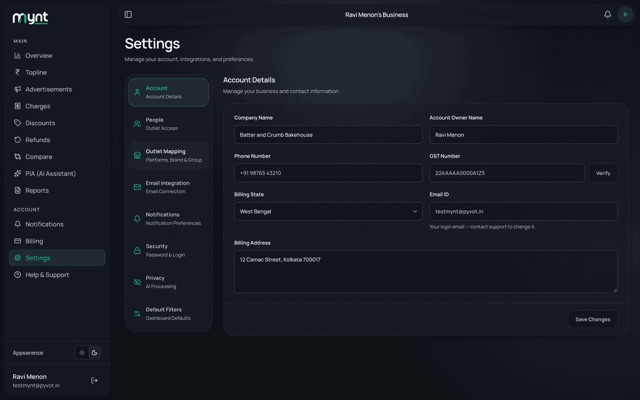 mynt
Ravi Menon's Business
R
MAIN
Overview
Topline
Advertisements
Charges
Discounts
Refunds
Compare
PIA (AI Assistant)
Reports
ACCOUNT
Notifications
Billing
Settings
Help & Support
Appearance
Ravi Menon
testmynt@pyvot.in
Settings
Manage your account, integrations, and preferences
Account
Account Details
People
Outlet Access
Outlet Mapping
Platforms, Brand & Group
Email Integration
Email Connection
Notifications
Notification Preferences
Security
Password & Login
Privacy
AI Processing
Default Filters
Dashboard Defaults
Account Details
Manage your business and contact information
Company Name
Batter and Crumb Bakehouse
Account Owner Name
Ravi Menon
Phone Number
+91 98765 43210
GST Number
22AAAAA0000A1Z5
Verify
Billing State
West Bengal
Email ID
testmynt@pyvot.in
Your login email — contact support to change it.
Billing Address
12 Camac Street, Kolkata 700017
Save Changes